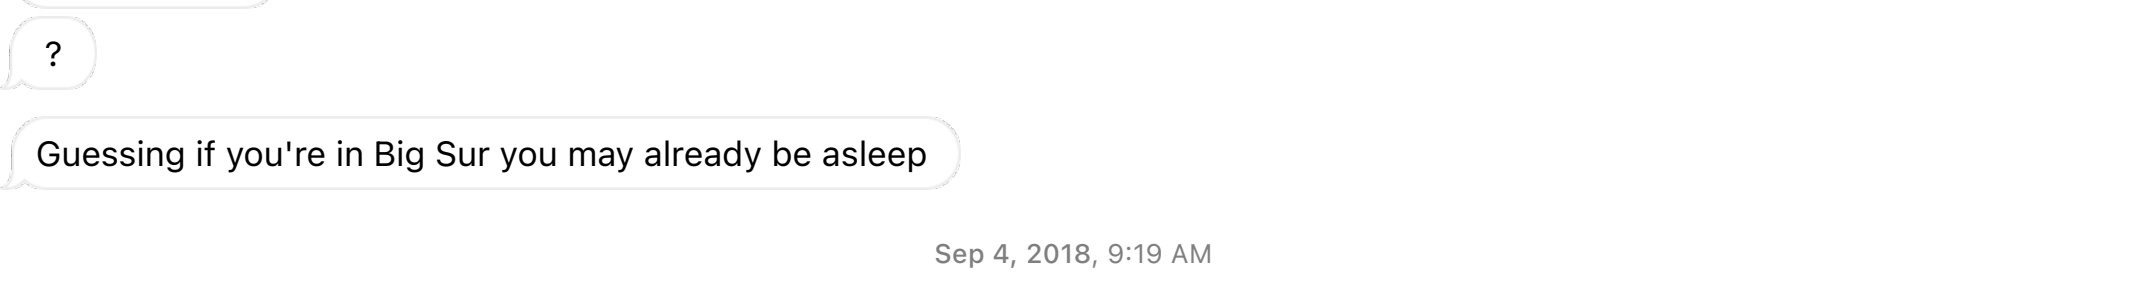 ?
Guessing if you're in Big Sur you may already be asleep
Sep 4, 2018, 9:19 AM